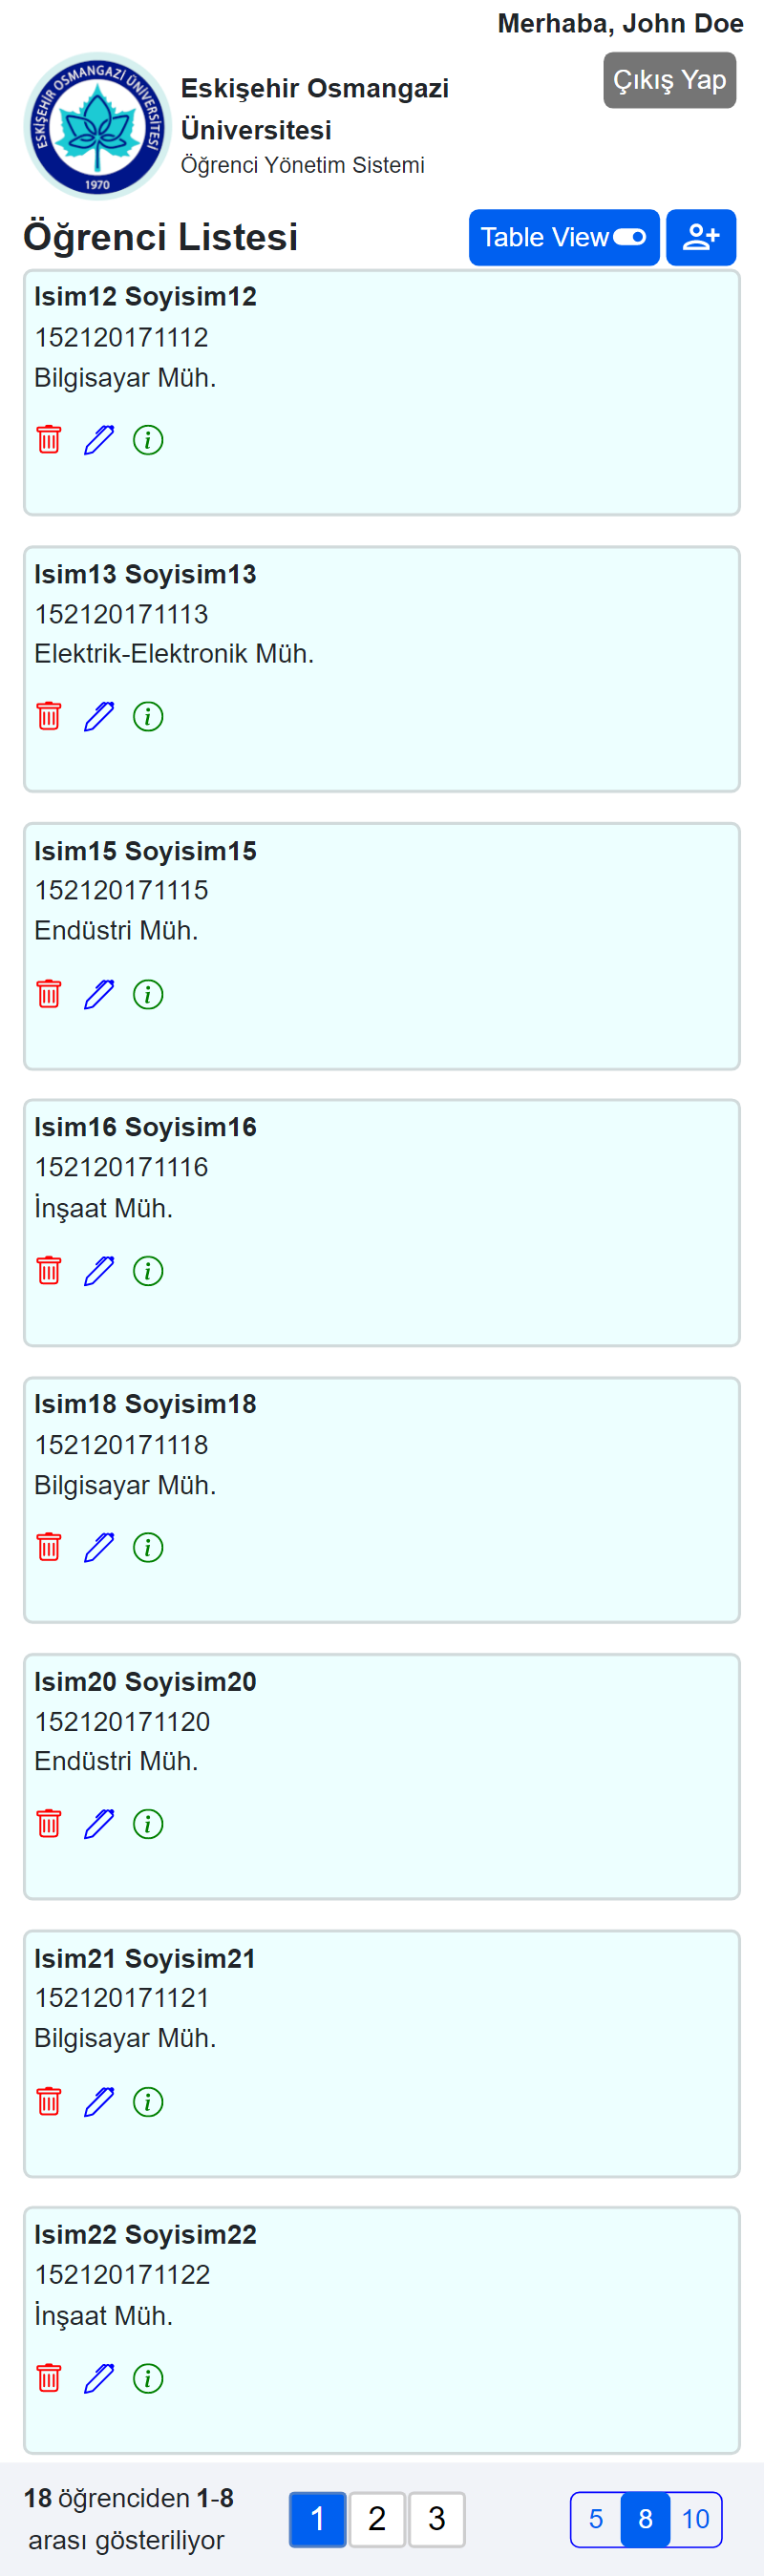 Merhaba, John Doe
ESKİŞEHİR OSMANGAZİ ÜNİVERSİTESİ
1970
Eskişehir Osmangazi
Üniversitesi
Öğrenci Yönetim Sistemi
Çıkış Yap
Öğrenci Listesi
Table View
Isim12 Soyisim12
152120171112
Bilgisayar Müh.
Isim13 Soyisim13
152120171113
Elektrik-Elektronik Müh.
Isim15 Soyisim15
152120171115
Endüstri Müh.
Isim16 Soyisim16
152120171116
İnşaat Müh.
Isim18 Soyisim18
152120171118
Bilgisayar Müh.
Isim20 Soyisim20
152120171120
Endüstri Müh.
Isim21 Soyisim21
152120171121
Bilgisayar Müh.
Isim22 Soyisim22
152120171122
İnşaat Müh.
18 öğrenciden 1-8
arası gösteriliyor
1 2 3
5 8 10